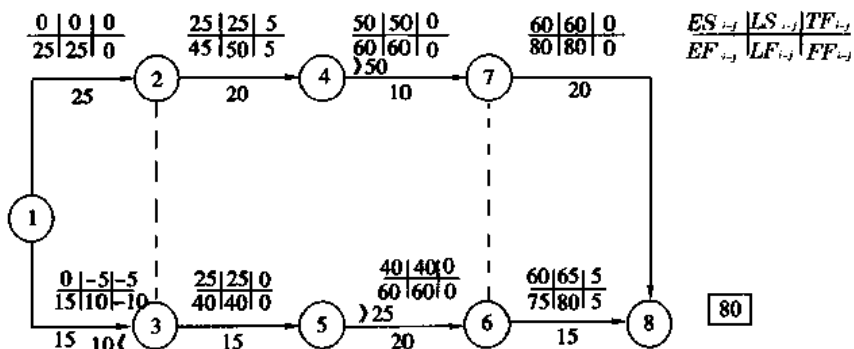 0 | 0 | 0
25 | 25 | 0
25 | 25 | 5
45 | 50 | 5
50 | 50 | 0
60 | 60 | 0
60 | 60 | 0
80 | 80 | 0
ES i-j | LS i-j | TF i-j
EF i-j | LF i-j | FF i-j
2
4
⟩50
7
25
20
10
20
1
0 | -5 | -5
15 | 10 | -10
25 | 25 | 0
40 | 40 | 0
40 | 40 | 0
60 | 60 | 0
60 | 65 | 5
75 | 80 | 5
3
5
⟩25
6
8
80
15
10⟨
15
20
15